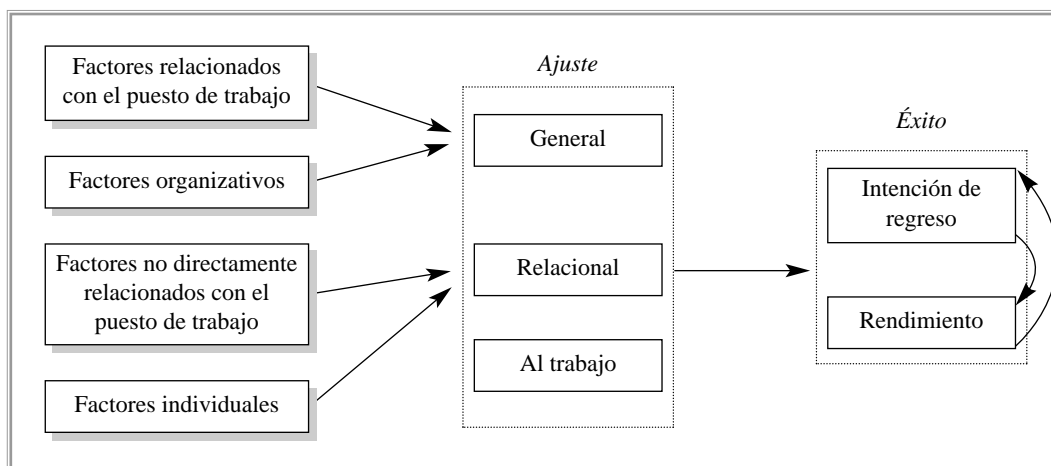 Factores relacionados
con el puesto de trabajo
Factores organizativos
Factores no directamente
relacionados con el
puesto de trabajo
Factores individuales
Ajuste
General
Relacional
Al trabajo
Éxito
Intención de
regreso
Rendimiento